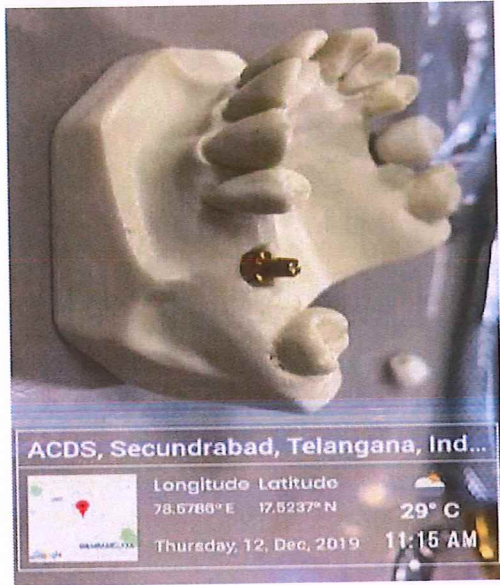 ACDS, Secundrabad, Telangana, Ind...
Longitude Latitude
78.5786° E 17.5237° N
29° C
Thursday, 12, Dec, 2019 11:15 AM